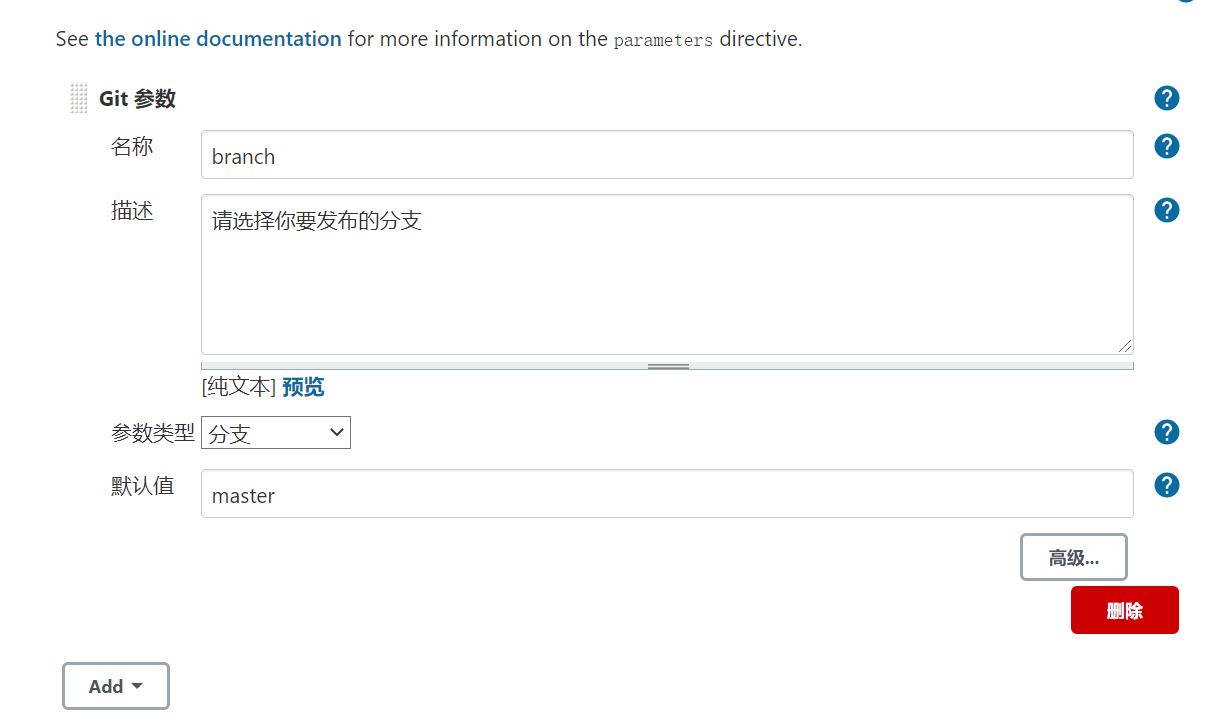 See the online documentation for more information on the parameters directive.
Git 参数
名称
branch
描述
请选择你要发布的分支
[纯文本] 预览
参数类型 分支
默认值
master
高级...
删除
Add